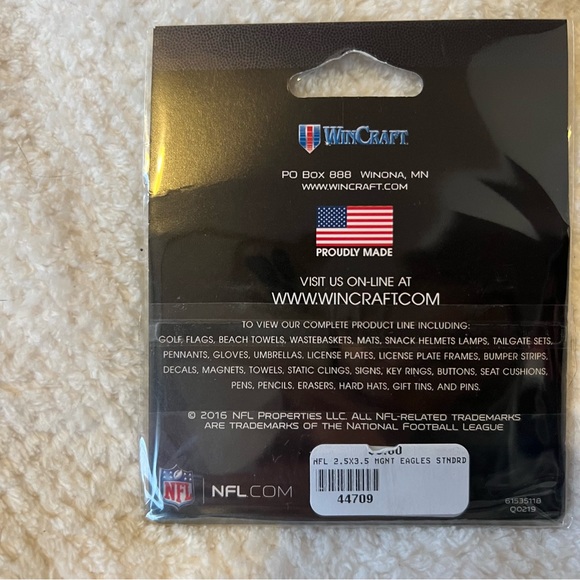 WINCRAFT
PO BOX 888 WINONA, MN
WWW.WINCRAFT.COM
PROUDLY MADE
VISIT US ON-LINE AT
WWW.WINCRAFT.COM
TO VIEW OUR COMPLETE PRODUCT LINE INCLUDING:
GOLF FLAGS, BEACH TOWELS, WASTEBASKETS, MATS, SNACK HELMETS LAMPS, TAILGATE SETS,
PENNANTS, GLOVES, UMBRELLAS, LICENSE PLATES, LICENSE PLATE FRAMES, BUMPER STRIPS,
DECALS, MAGNETS, TOWELS, STATIC CLINGS, SIGNS, KEY RINGS, BUTTONS, SEAT CUSHIONS,
PENS, PENCILS, ERASERS, HARD HATS, GIFT TINS, AND PINS.
© 2016 NFL PROPERTIES LLC. ALL NFL-RELATED TRADEMARKS
ARE TRADEMARKS OF THE NATIONAL FOOTBALL LEAGUE
NFL 2.5X3.5 MGNT EAGLES STNDRD
44709
NFL
NFL.COM
61535118
Q0219